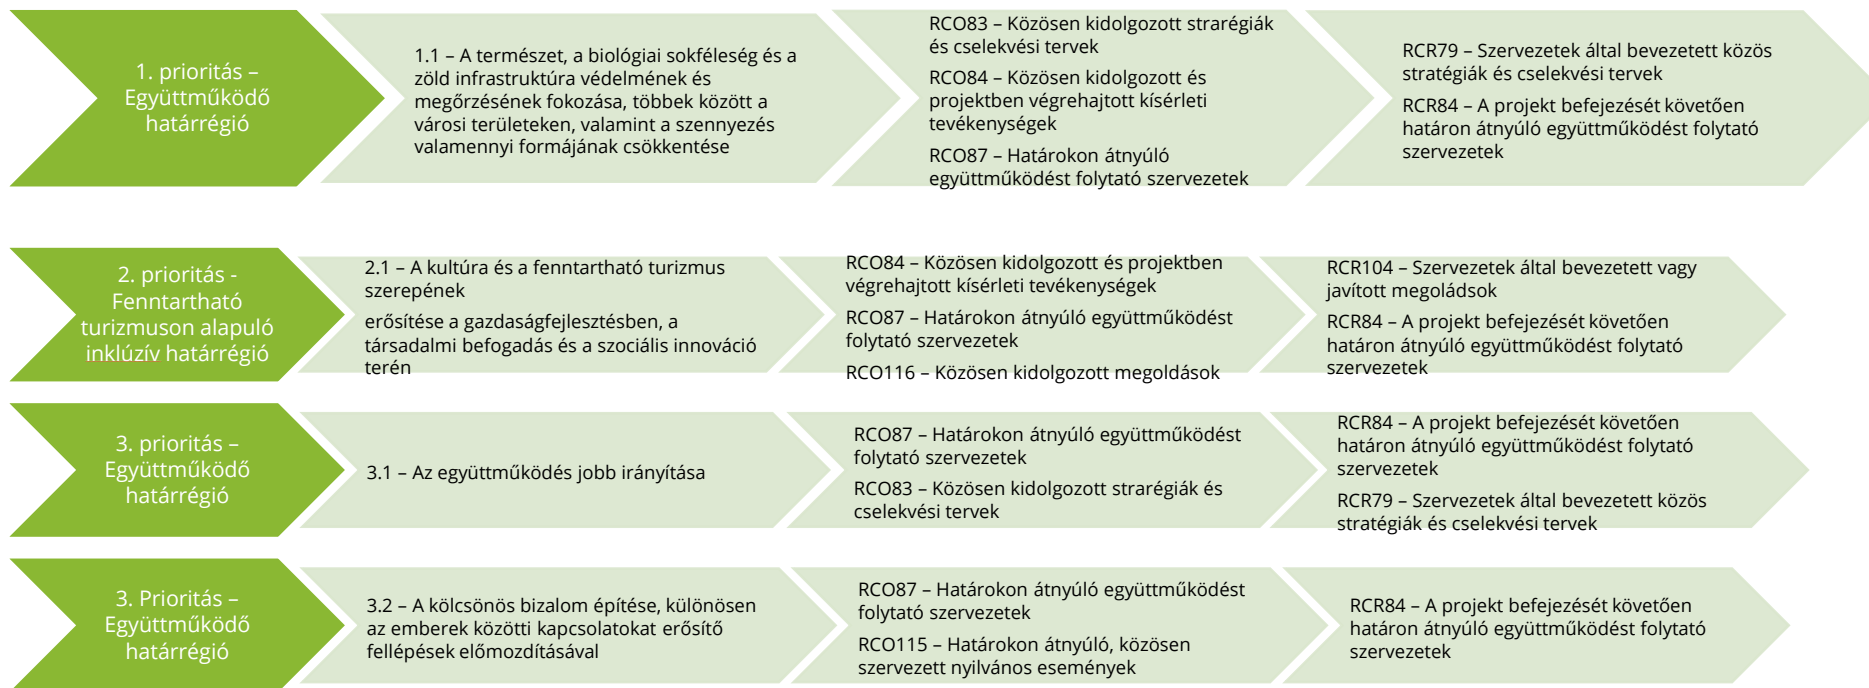 1. prioritás –
Együttműködő
határrégió
1.1 – A természet, a biológiai sokféleség és a
zöld infrastruktúra védelmének és
megőrzésének fokozása, többek között a
városi területeken, valamint a szennyezés
valamennyi formájának csökkentése
RCO83 – Közösen kidolgozott strarégiák
és cselekvési tervek
RCO84 – Közösen kidolgozott és
projektben végrehajtott kísérleti
tevékenységek
RCO87 – Határokon átnyúló
együttműködést folytató szervezetek
RCR79 – Szervezetek által bevezetett közös
stratégiák és cselekvési tervek
RCR84 – A projekt befejezését követően
határon átnyúló együttműködést folytató
szervezetek
2. prioritás -
Fenntartható
turizmuson alapuló
inklúzív határrégió
2.1 – A kultúra és a fenntartható turizmus
szerepének
erősítése a gazdaságfejlesztésben, a
társadalmi befogadás és a szociális innováció
terén
RCO84 – Közösen kidolgozott és projektben
végrehajtott kísérleti tevékenységek
RCO87 – Határokon átnyúló együttműködést
folytató szervezetek
RCO116 – Közösen kidolgozott megoldások
RCR104 – Szervezetek által bevezetett vagy
javított megoládsok
RCR84 – A projekt befejezését követően
határon átnyúló együttműködést folytató
szervezetek
3. prioritás –
Együttműködő
határrégió
3.1 – Az együttműködés jobb irányítása
RCO87 – Határokon átnyúló együttműködést
folytató szervezetek
RCO83 – Közösen kidolgozott strarégiák és
cselekvési tervek
RCR84 – A projekt befejezését követően
határon átnyúló együttműködést folytató
szervezetek
RCR79 – Szervezetek által bevezetett közös
stratégiák és cselekvési tervek
3. Prioritás –
Együttműködő
határrégió
3.2 – A kölcsönös bizalom építése, különösen
az emberek közötti kapcsolatokat erősítő
fellépések előmozdításával
RCO87 – Határokon átnyúló együttműködést
folytató szervezetek
RCO115 – Határokon átnyúló, közösen
szervezett nyilvános események
RCR84 – A projekt befejezését követően
határon átnyúló együttműködést folytató
szervezetek